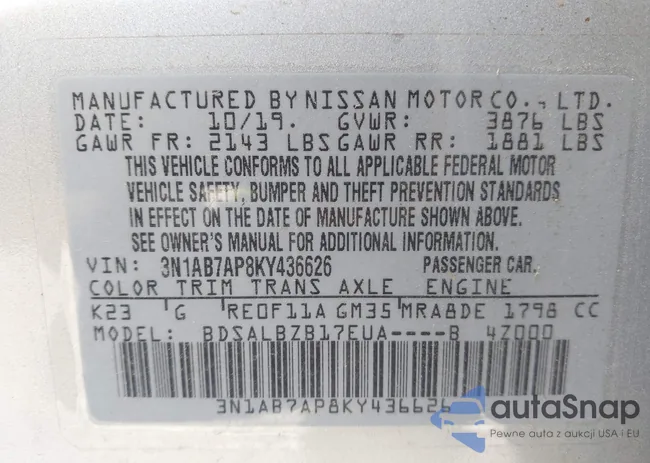 MANUFACTURED BY NISSAN MOTOR CO., LTD.
DATE: 10/19. GVWR: 3876 LBS
GAWR FR: 2143 LBS GAWR RR: 1881 LBS
THIS VEHICLE CONFORMS TO ALL APPLICABLE FEDERAL MOTOR
VEHICLE SAFETY, BUMPER AND THEFT PREVENTION STANDARDS
IN EFFECT ON THE DATE OF MANUFACTURE SHOWN ABOVE.
SEE OWNER'S MANUAL FOR ADDITIONAL INFORMATION.
VIN: 3N1AB7AP8KY436626 PASSENGER CAR.
COLOR TRIM TRANS AXLE ENGINE
K23 G RE0F11A GM35 MRA8DE 1798 CC
MODEL: BDSALBZB17EUA----B 4Z000
3N1AB7AP8KY436626
autoSnap
Pewne auta z aukcji USA i EU